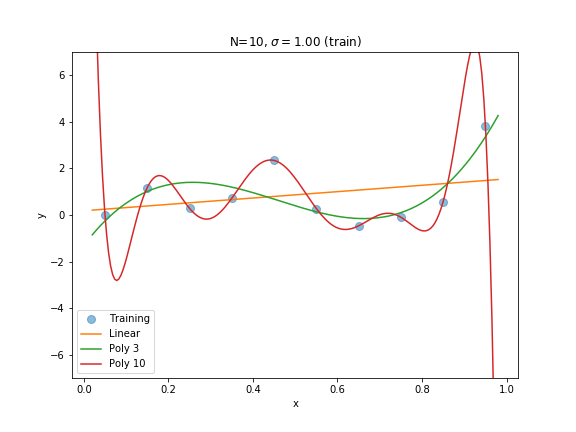 N=10, σ = 1.00 (train)
6
4
2
0
−2
−4
−6
y
Training
Linear
Poly 3
Poly 10
0.0 0.2 0.4 0.6 0.8 1.0
x